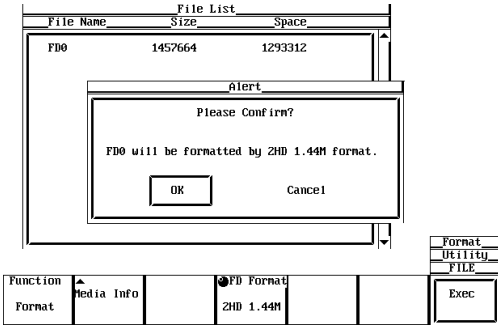 File List
File Name Size Space
FD0 1457664 1293312
Alert
Please Confirm?
FD0 will be formatted by 2HD 1.44M format.
OK Cancel
Format
Utility
FILE
Function Media Info FD Format Exec
Format 2HD 1.44M